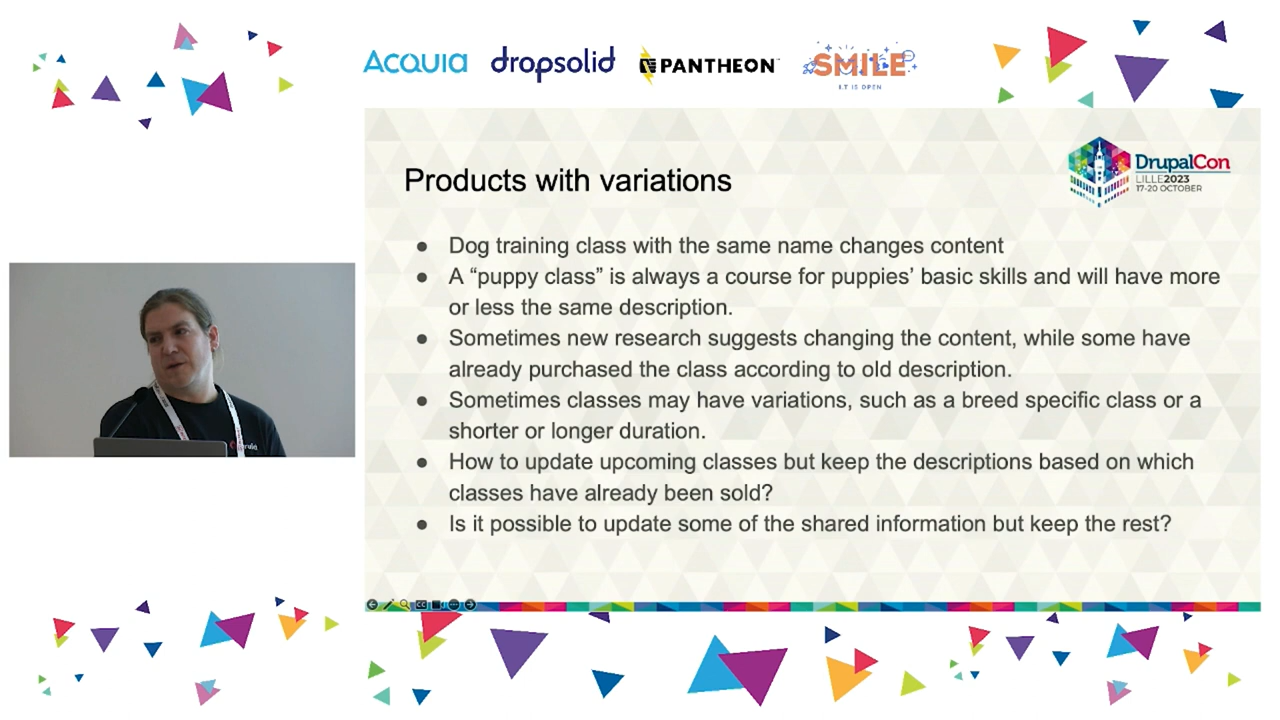 ACQUIA dropsolid PANTHEON SMILE
I.T IS OPEN
DrupalCon
LILLE2023
17-20 OCTOBER
Products with variations
● Dog training class with the same name changes content
● A “puppy class” is always a course for puppies’ basic skills and will have more
or less the same description.
● Sometimes new research suggests changing the content, while some have
already purchased the class according to old description.
● Sometimes classes may have variations, such as a breed specific class or a
shorter or longer duration.
● How to update upcoming classes but keep the descriptions based on which
classes have already been sold?
● Is it possible to update some of the shared information but keep the rest?
CC